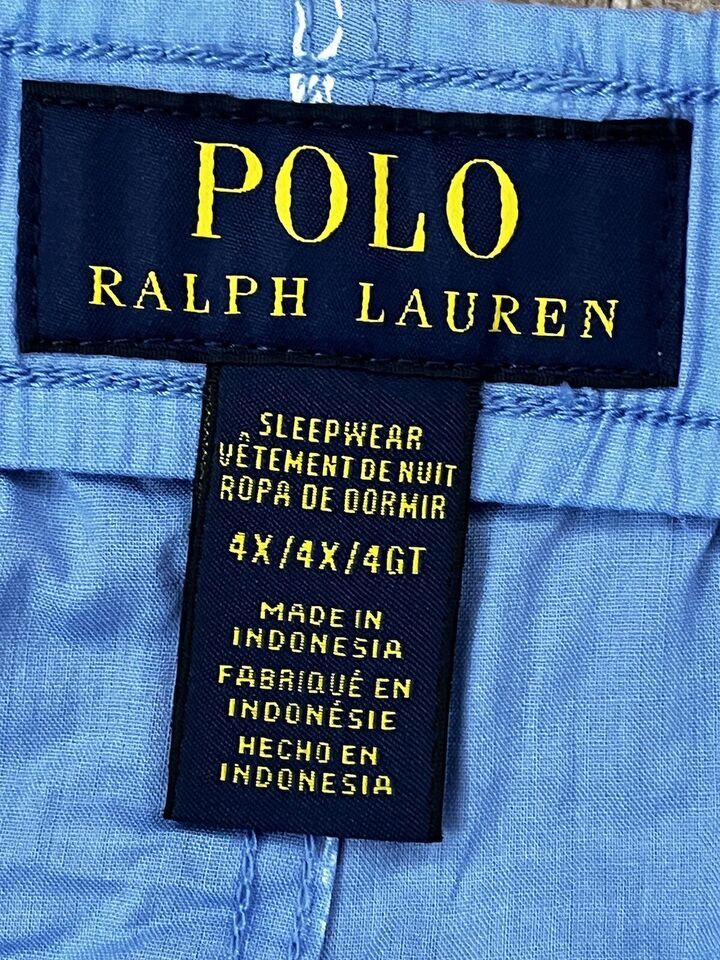 POLO
RALPH LAUREN
SLEEPWEAR
VÊTEMENT DE NUIT
ROPA DE DORMIR
4X/4X/4GT
MADE IN
INDONESIA
FABRIQUÉ EN
INDONÉSIE
HECHO EN
INDONESIA